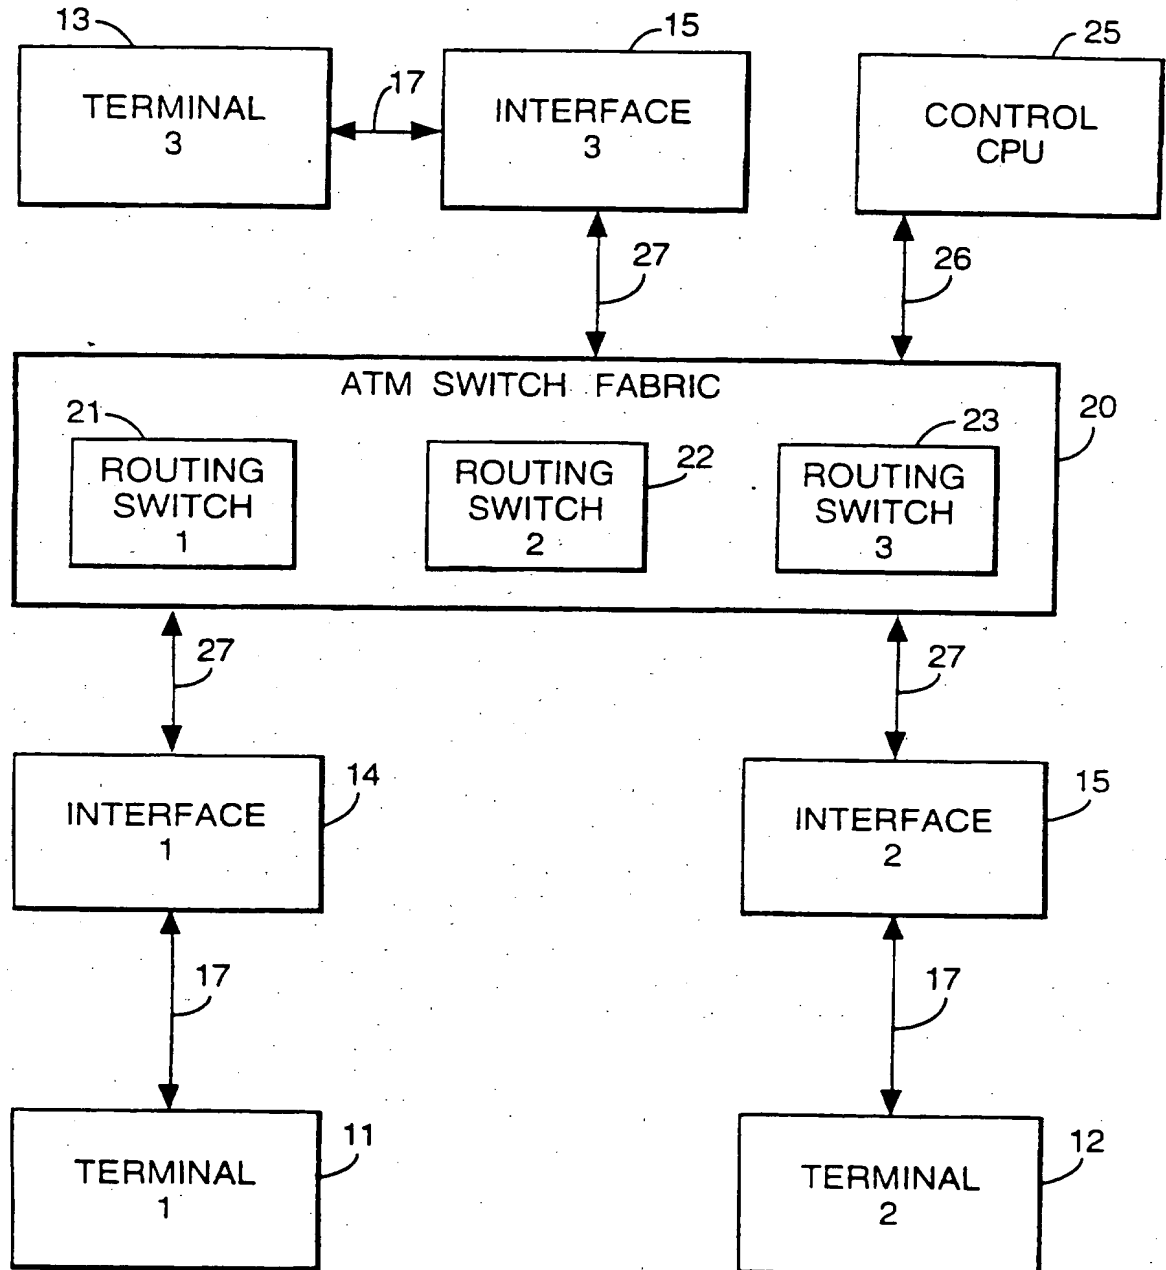 13
15
25
TERMINAL
3
17
INTERFACE
3
CONTROL
CPU
27
26
ATM SWITCH FABRIC
20
21
ROUTING
SWITCH
1
22
ROUTING
SWITCH
2
23
ROUTING
SWITCH
3
27
27
14
INTERFACE
1
15
INTERFACE
2
17
17
11
TERMINAL
1
12
TERMINAL
2